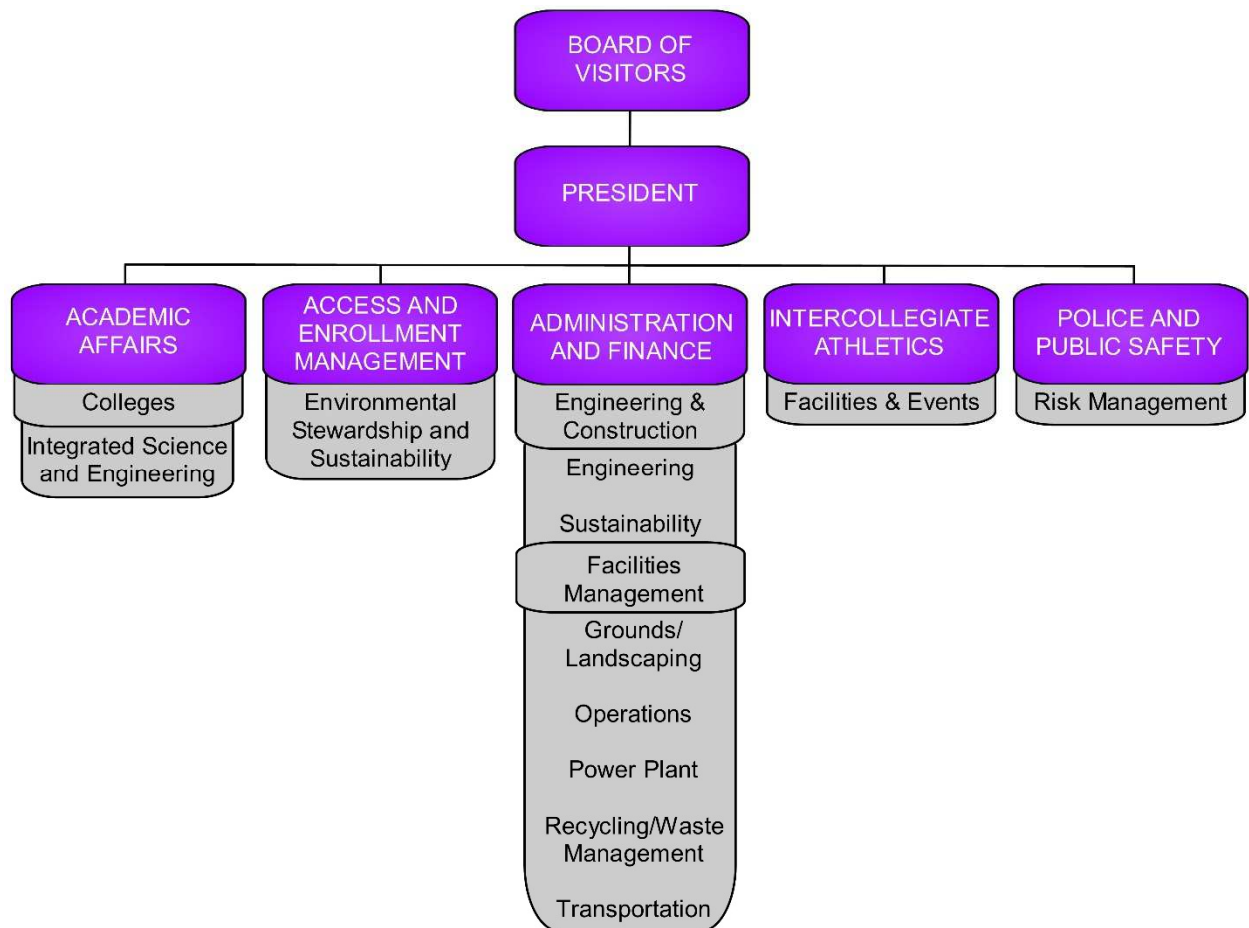 BOARD OF
VISITORS
PRESIDENT
ACADEMIC
AFFAIRS
Colleges
Integrated Science
and Engineering
ACCESS AND
ENROLLMENT
MANAGEMENT
Environmental
Stewardship and
Sustainability
ADMINISTRATION
AND FINANCE
Engineering &
Construction
Engineering
Sustainability
Facilities
Management
Grounds/
Landscaping
Operations
Power Plant
Recycling/Waste
Management
Transportation
INTERCOLLEGIATE
ATHLETICS
Facilities & Events
POLICE AND
PUBLIC SAFETY
Risk Management